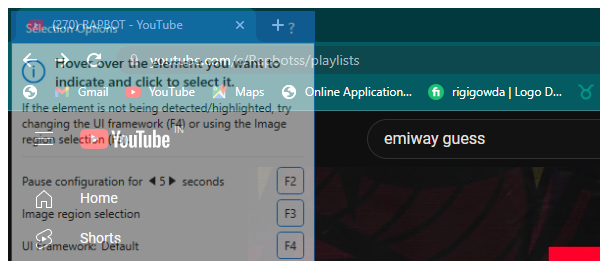 (270) RAPBOT - YouTube
Selection Options
?
Hover over the element you want to
indicate and click to select it.
youtube.com/c/Rapbotss/playlists
Gmail YouTube Maps Online Application... rigigowda | Logo D...
If the element is not being detected/highlighted, try
changing the UI framework (F4) or using the Image
region selection (F3)
YouTube IN
emiway guess
Pause configuration for 5 seconds F2
Home
Image region selection F3
Shorts
UI framework: Default F4